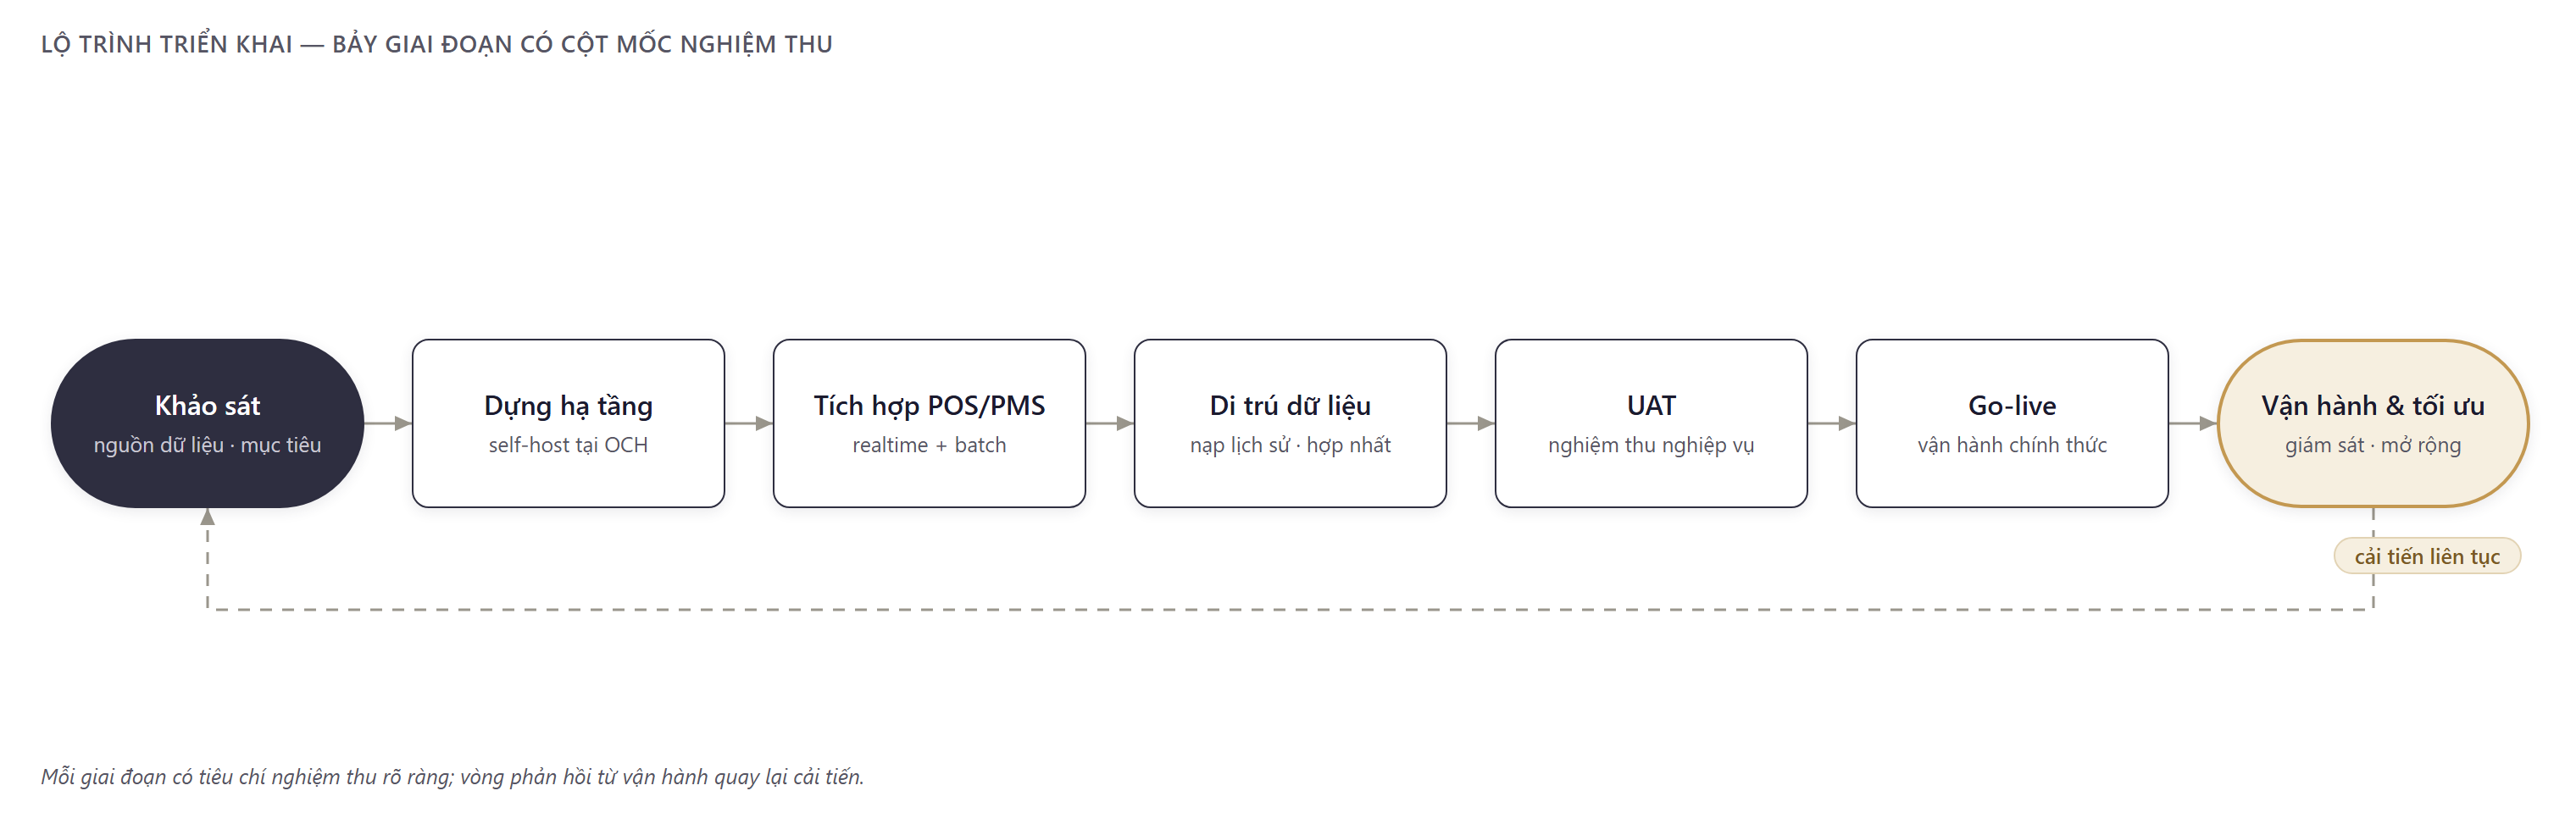 LỘ TRÌNH TRIỂN KHAI — BẢY GIAI ĐOẠN CÓ CỘT MỐC NGHIỆM THU
Khảo sát
nguồn dữ liệu · mục tiêu
Dựng hạ tầng
self-host tại OCH
Tích hợp POS/PMS
realtime + batch
Di trú dữ liệu
nạp lịch sử · hợp nhất
UAT
nghiệm thu nghiệp vụ
Go-live
vận hành chính thức
Vận hành & tối ưu
giám sát · mở rộng
cải tiến liên tục
Mỗi giai đoạn có tiêu chí nghiệm thu rõ ràng; vòng phản hồi từ vận hành quay lại cải tiến.